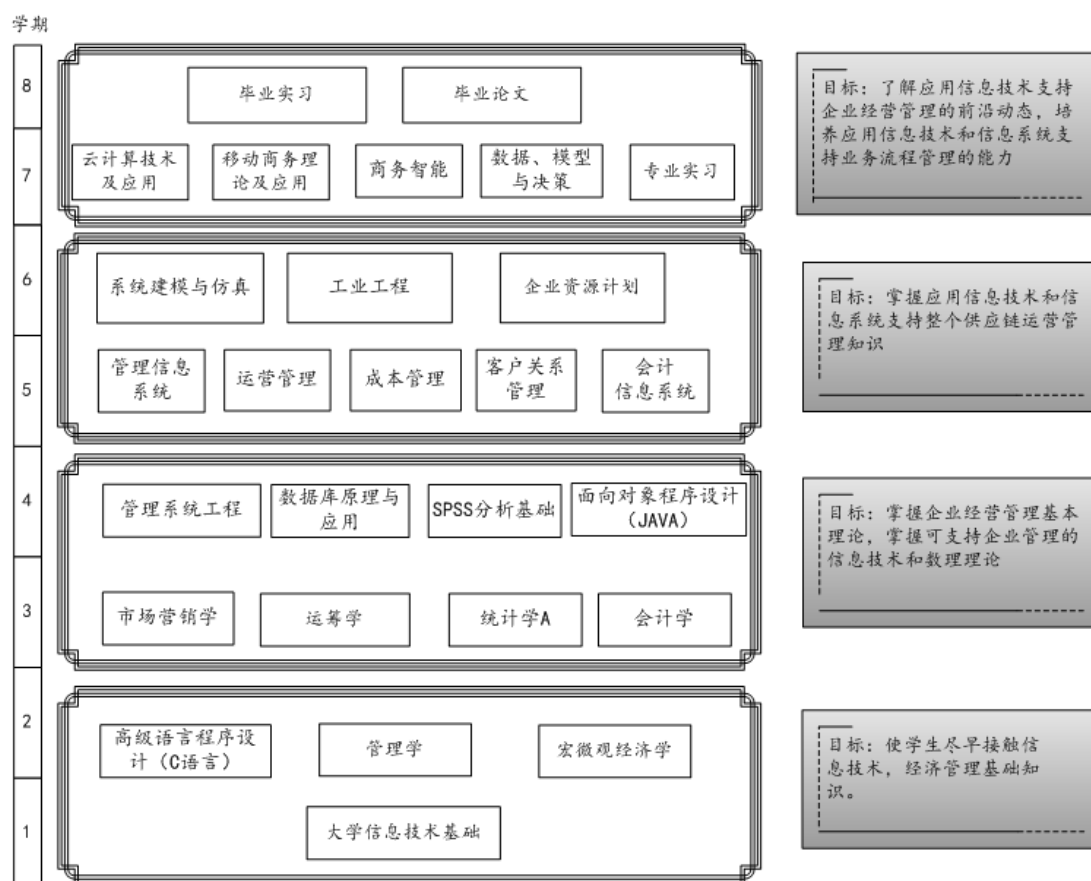 学期
8
毕业实习
毕业论文
目标：了解应用信息技术支持
企业经营管理的前沿动态，培
养应用信息技术和信息系统支
持业务流程管理的能力
7
云计算技术
及应用
移动商务理
论及应用
商务智能
数据、模型
与决策
专业实习
6
系统建模与仿真
工业工程
企业资源计划
目标：掌握应用信息技术和信
息系统支持整个供应链运营管
理知识
5
管理信息
系统
运营管理
成本管理
客户关系
管理
会计
信息系统
4
管理系统工程
数据库原理与
应用
SPSS分析基础
面向对象程序设计
（JAVA）
目标：掌握企业经营管理基本
理论，掌握可支持企业管理的
信息技术和数理理论
3
市场营销学
运筹学
统计学A
会计学
2
高级语言程序设
计（C语言）
管理学
宏微观经济学
目标：使学生尽早接触信
息技术，经济管理基础知
识。
1
大学信息技术基础